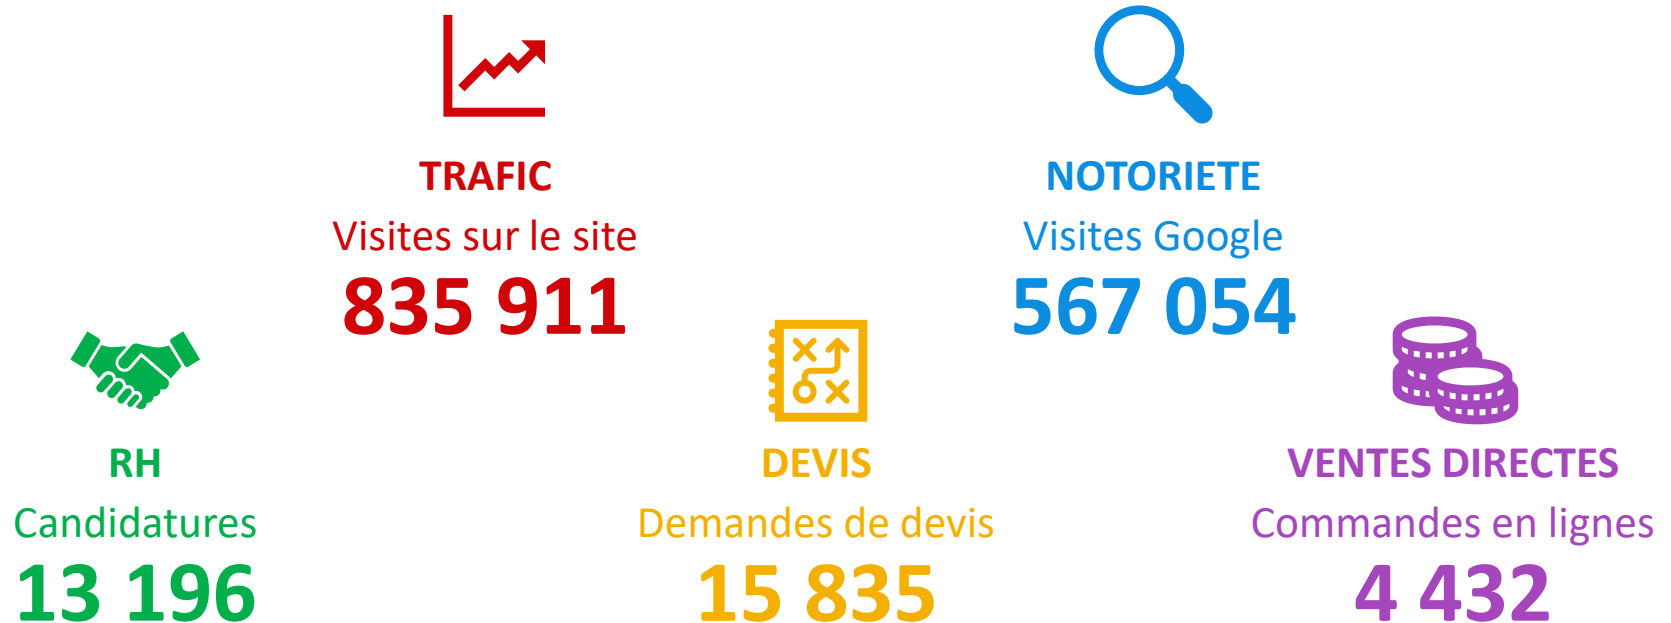 TRAFIC
Visites sur le site
835 911
NOTORIETE
Visites Google
567 054
RH
Candidatures
13 196
DEVIS
Demandes de devis
15 835
VENTES DIRECTES
Commandes en lignes
4 432